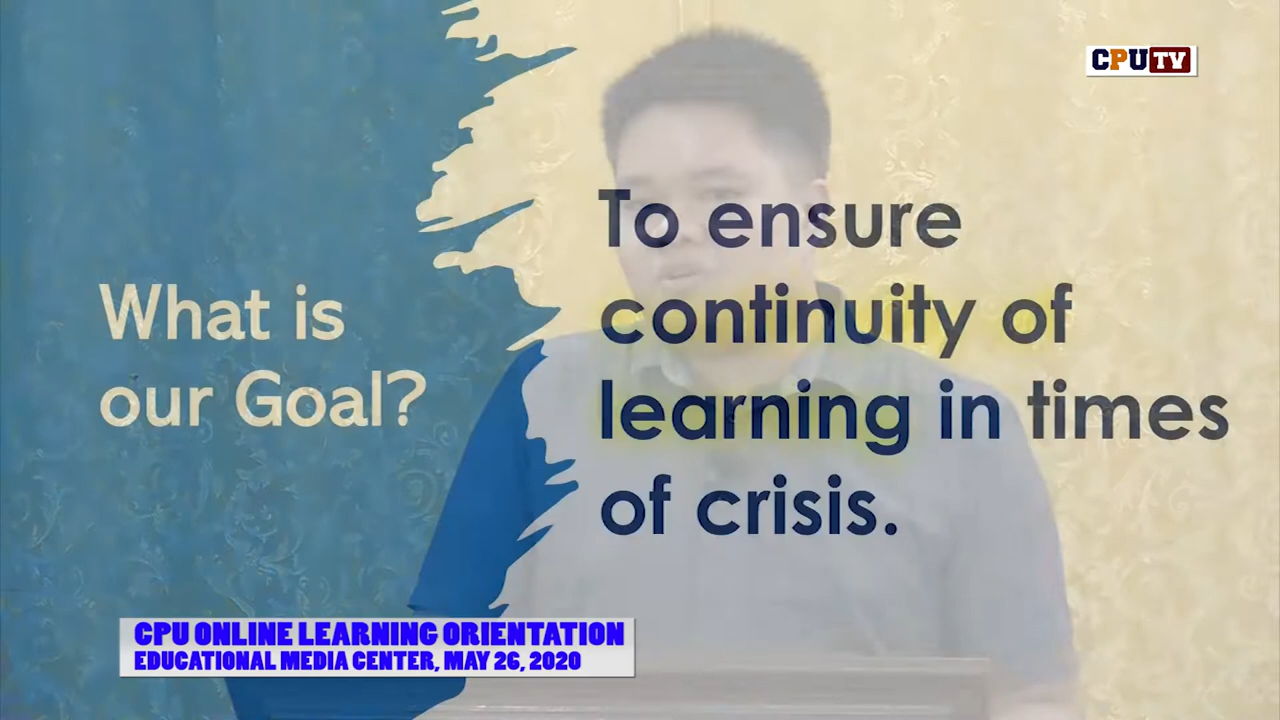 CPUTV
What is
our Goal?
To ensure
continuity of
learning in times
of crisis.
CPU ONLINE LEARNING ORIENTATION
EDUCATIONAL MEDIA CENTER, MAY 26, 2020